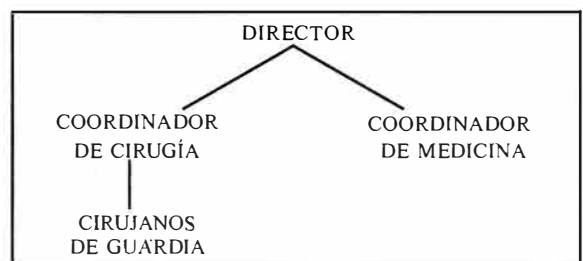 DIRECTOR
COORDINADOR
DE CIRUGÍA
COORDINADOR
DE MEDICINA
CIRUJANOS
DE GUARDIA